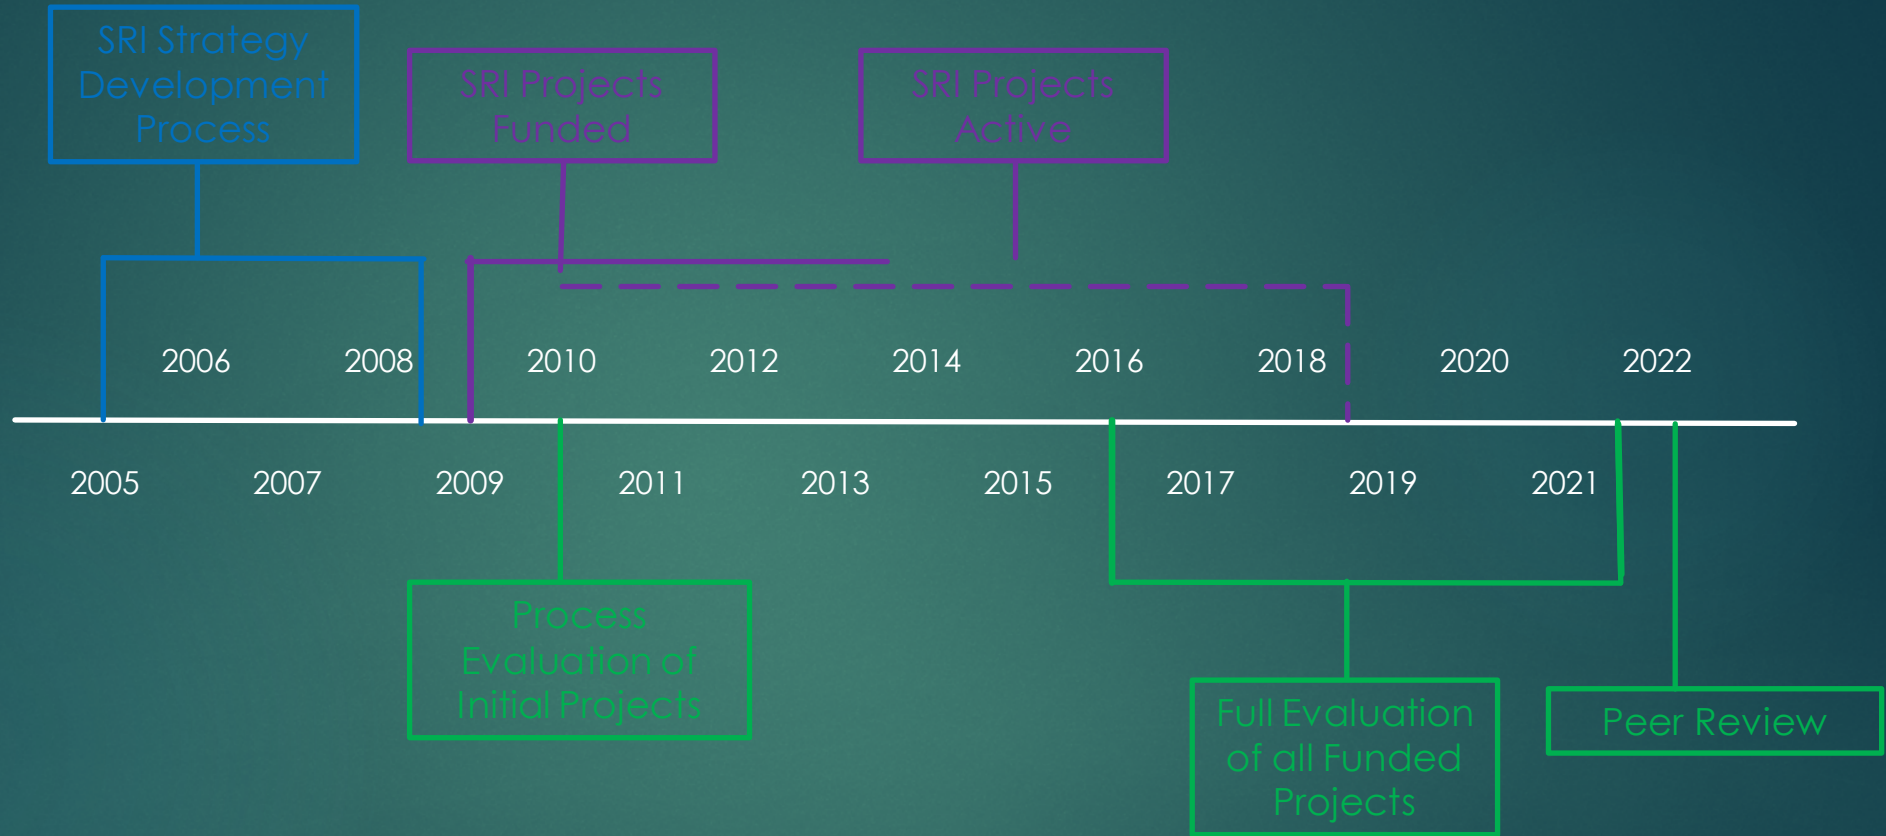 SRI Strategy
Development
Process
SRI Projects
Funded
SRI Projects
Active
2006 2008 2010 2012 2014 2016 2018 2020 2022
2005 2007 2009 2011 2013 2015 2017 2019 2021
Process
Evaluation of
Initial Projects
Full Evaluation
of all Funded
Projects
Peer Review